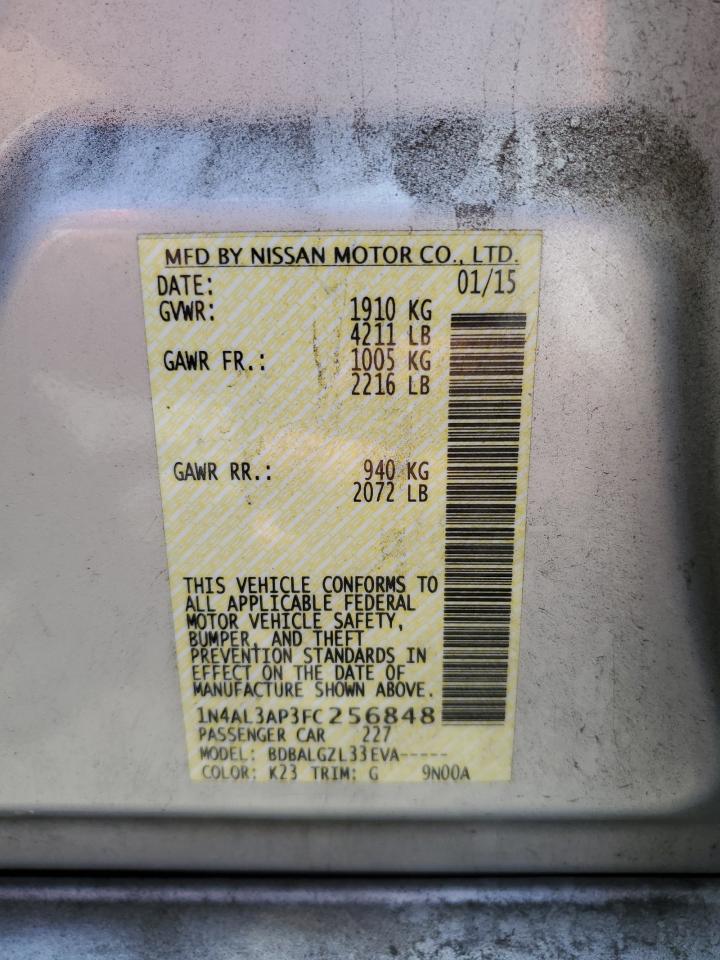 MFD BY NISSAN MOTOR CO., LTD.
DATE: 01/15
GVWR: 1910 KG
4211 LB
GAWR FR.: 1005 KG
2216 LB
GAWR RR.: 940 KG
2072 LB
THIS VEHICLE CONFORMS TO
ALL APPLICABLE FEDERAL
MOTOR VEHICLE SAFETY,
BUMPER, AND THEFT
PREVENTION STANDARDS IN
EFFECT ON THE DATE OF
MANUFACTURE SHOWN ABOVE.
1N4AL3AP3FC256848
PASSENGER CAR 227
MODEL: BDBALGZL33EVA-----
COLOR: K23 TRIM: G 9N00A